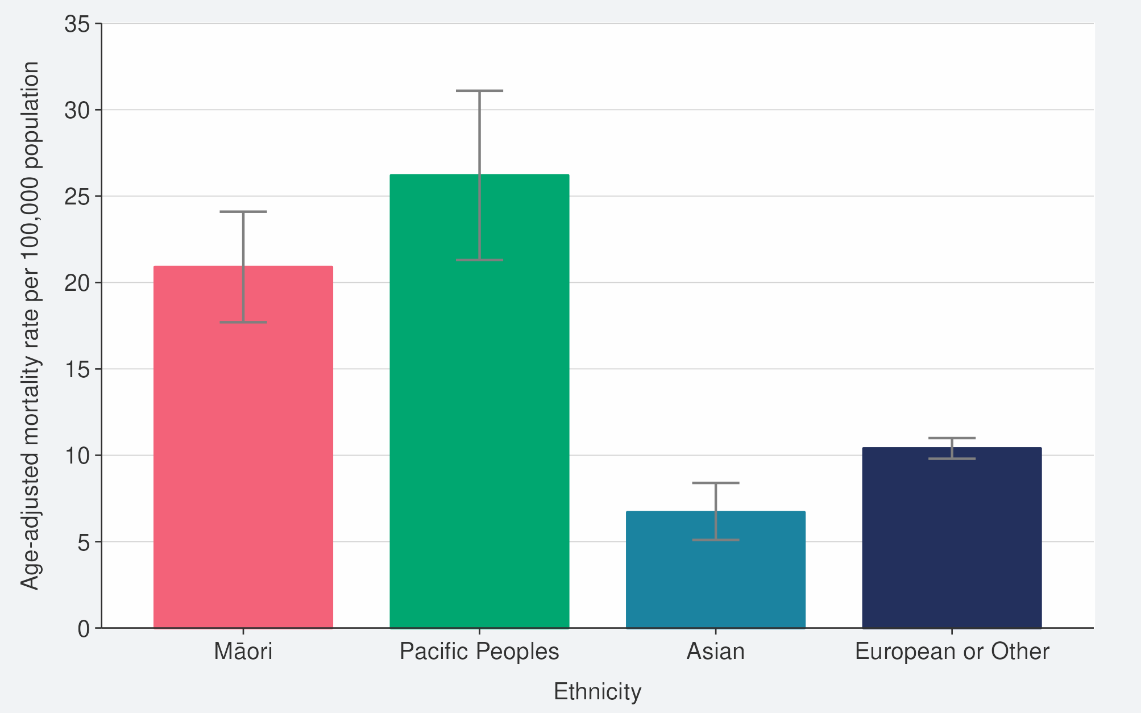 Age-adjusted mortality rate per 100,000 population
35
30
25
20
15
10
5
0
Māori
Pacific Peoples
Asian
European or Other
Ethnicity